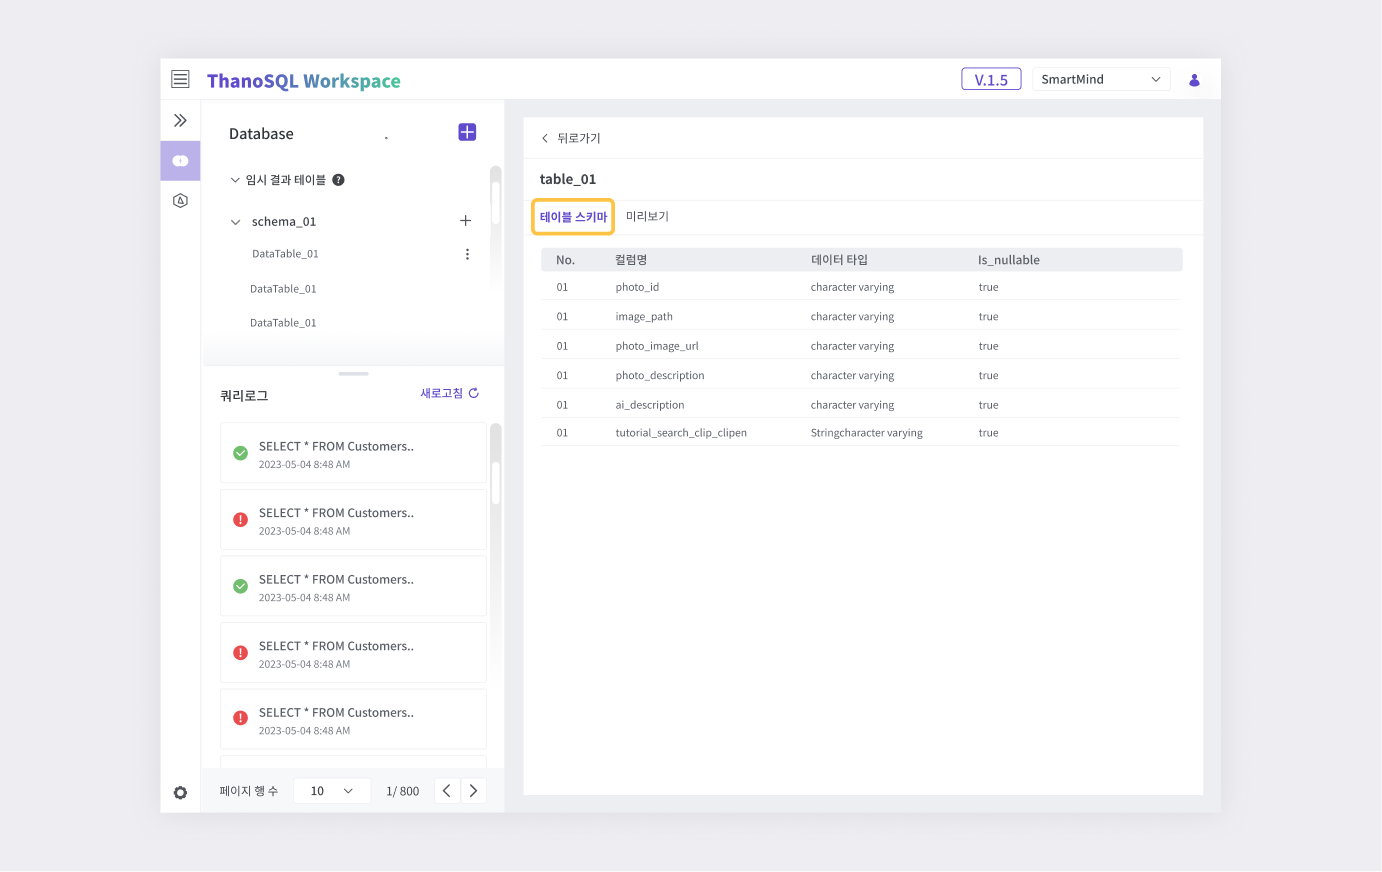 ThanoSQL Workspace
V.1.5
SmartMind
Database
임시 결과 테이블 ?
schema_01
DataTable_01
DataTable_01
DataTable_01
쿼리로그
새로고침
SELECT * FROM Customers..
2023-05-04 8:48 AM
SELECT * FROM Customers..
2023-05-04 8:48 AM
SELECT * FROM Customers..
2023-05-04 8:48 AM
SELECT * FROM Customers..
2023-05-04 8:48 AM
SELECT * FROM Customers..
2023-05-04 8:48 AM
페이지 행 수 10 1/ 800
뒤로가기
table_01
테이블 스키마 미리보기
No. 컬럼명 데이터 타입 Is_nullable
01 photo_id character varying true
01 image_path character varying true
01 photo_image_url character varying true
01 photo_description character varying true
01 ai_description character varying true
01 tutorial_search_clip_clipen Stringcharacter varying true